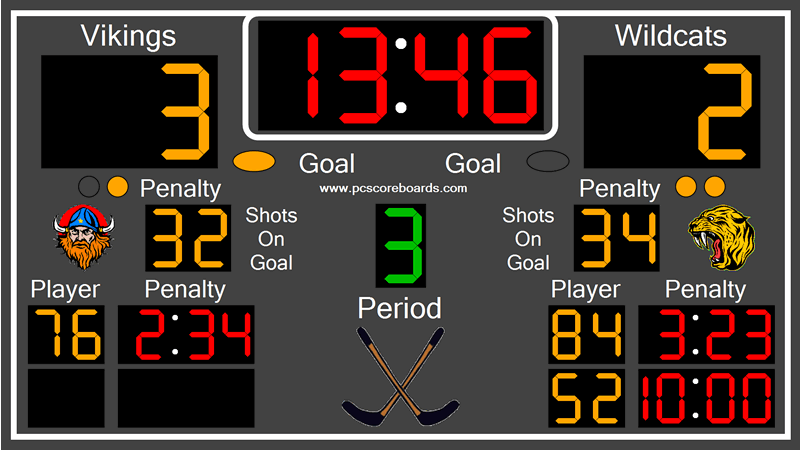 Vikings
13:46
Wildcats
3
2
Goal
Goal
www.pcscoreboards.com
Penalty
Penalty
32
Shots
On
Goal
3
Shots
On
Goal
34
Player
Penalty
Period
Player
Penalty
76
2:34
84
3:23
52
10:00